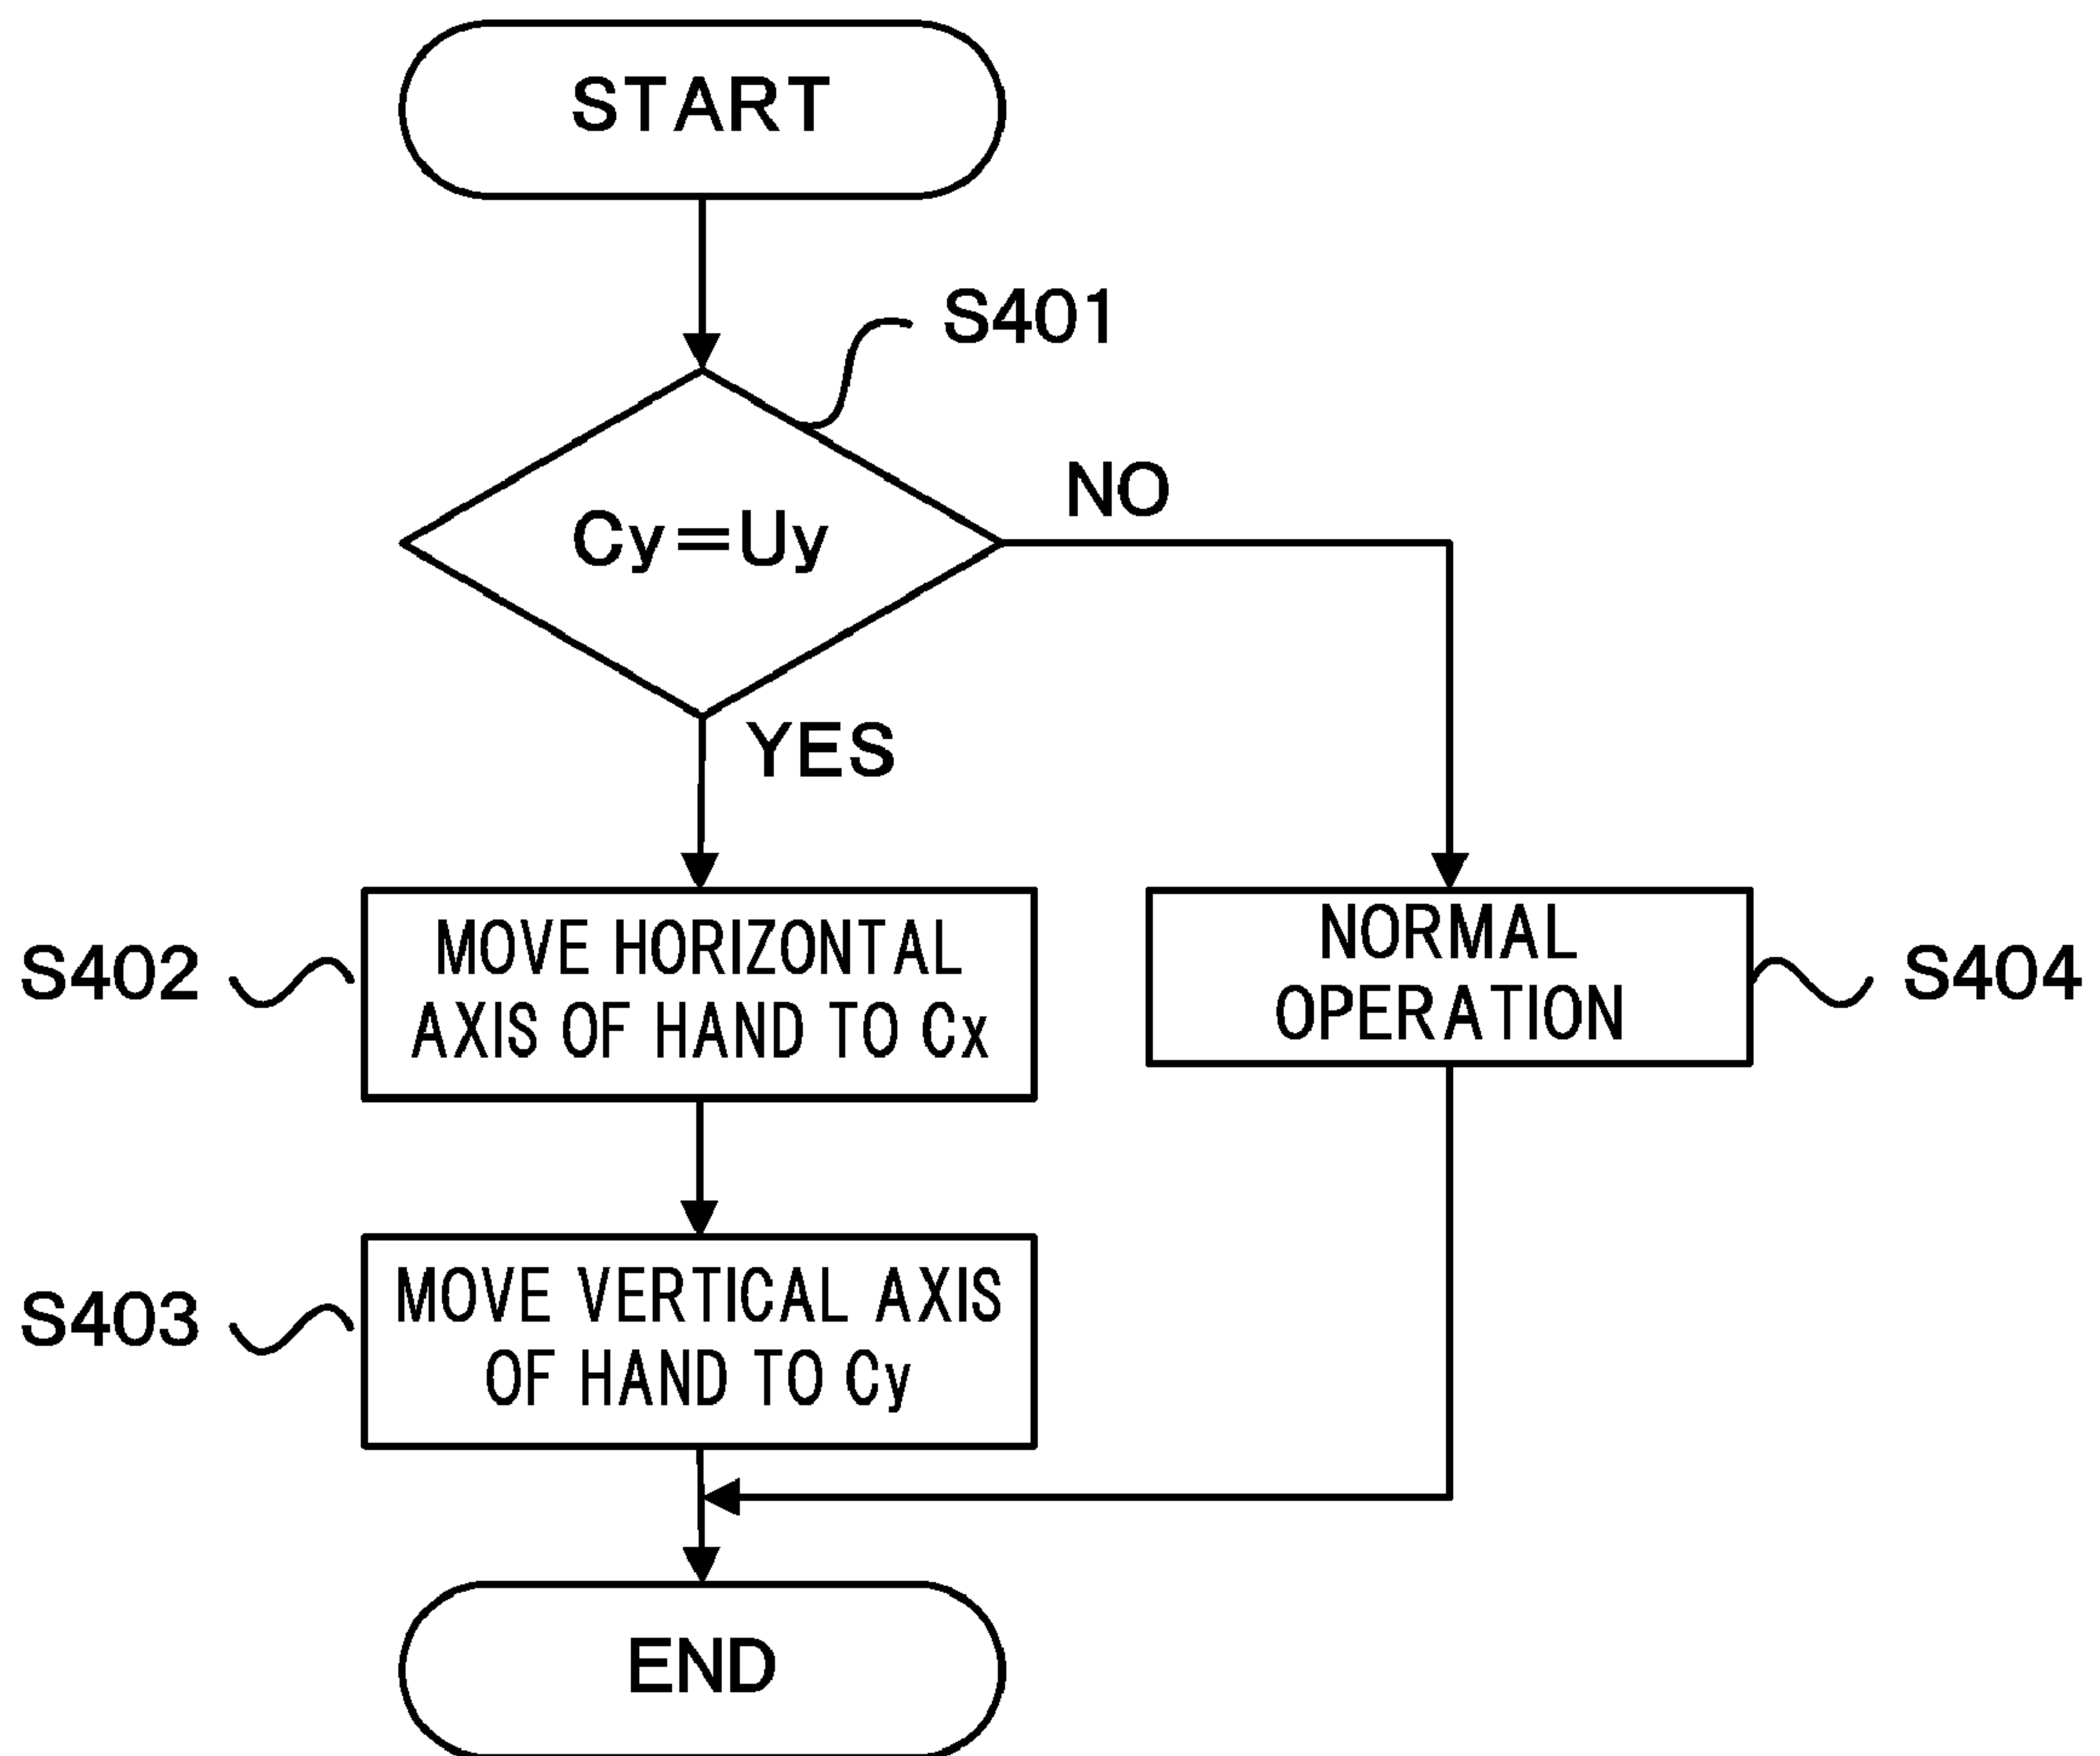 START
S401
NO
Cy=Uy
YES
S402
MOVE HORIZONTAL
AXIS OF HAND TO Cx
NORMAL
OPERATION
S404
S403
MOVE VERTICAL AXIS
OF HAND TO Cy
END